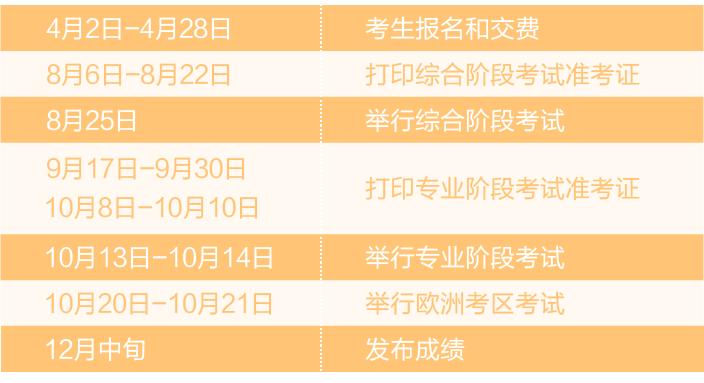 4月2日-4月28日 考生报名和交费
8月6日-8月22日 打印综合阶段考试准考证
8月25日 举行综合阶段考试
9月17日-9月30日
10月8日-10月10日
打印专业阶段考试准考证
10月13日-10月14日 举行专业阶段考试
10月20日-10月21日 举行欧洲考区考试
12月中旬 发布成绩